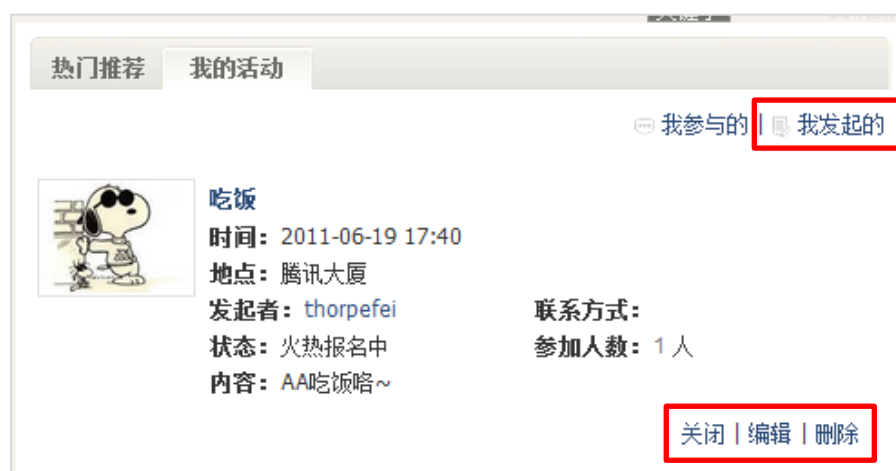 热门推荐 我的活动
我参与的 | 我发起的
吃饭
时间：2011-06-19 17:40
地点：腾讯大厦
发起者：thorpefei 联系方式：
状态：火热报名中 参加人数：1 人
内容：AA吃饭咯~
关闭 | 编辑 | 删除